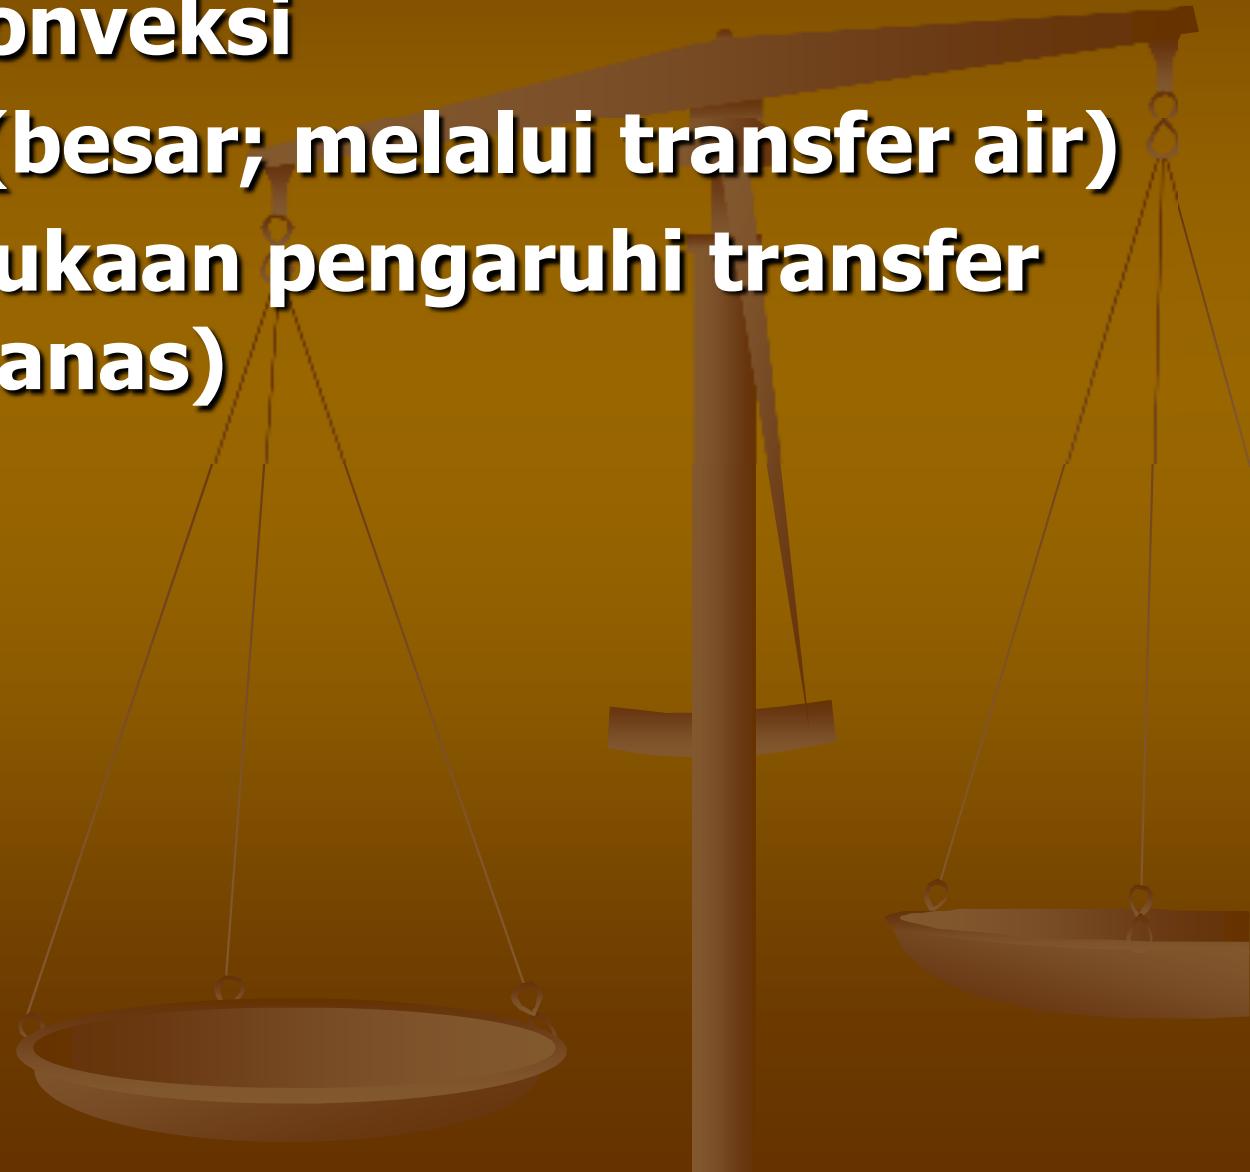 onveksi
(besar; melalui transfer air)
ukaan pengaruhi transfer
anas)